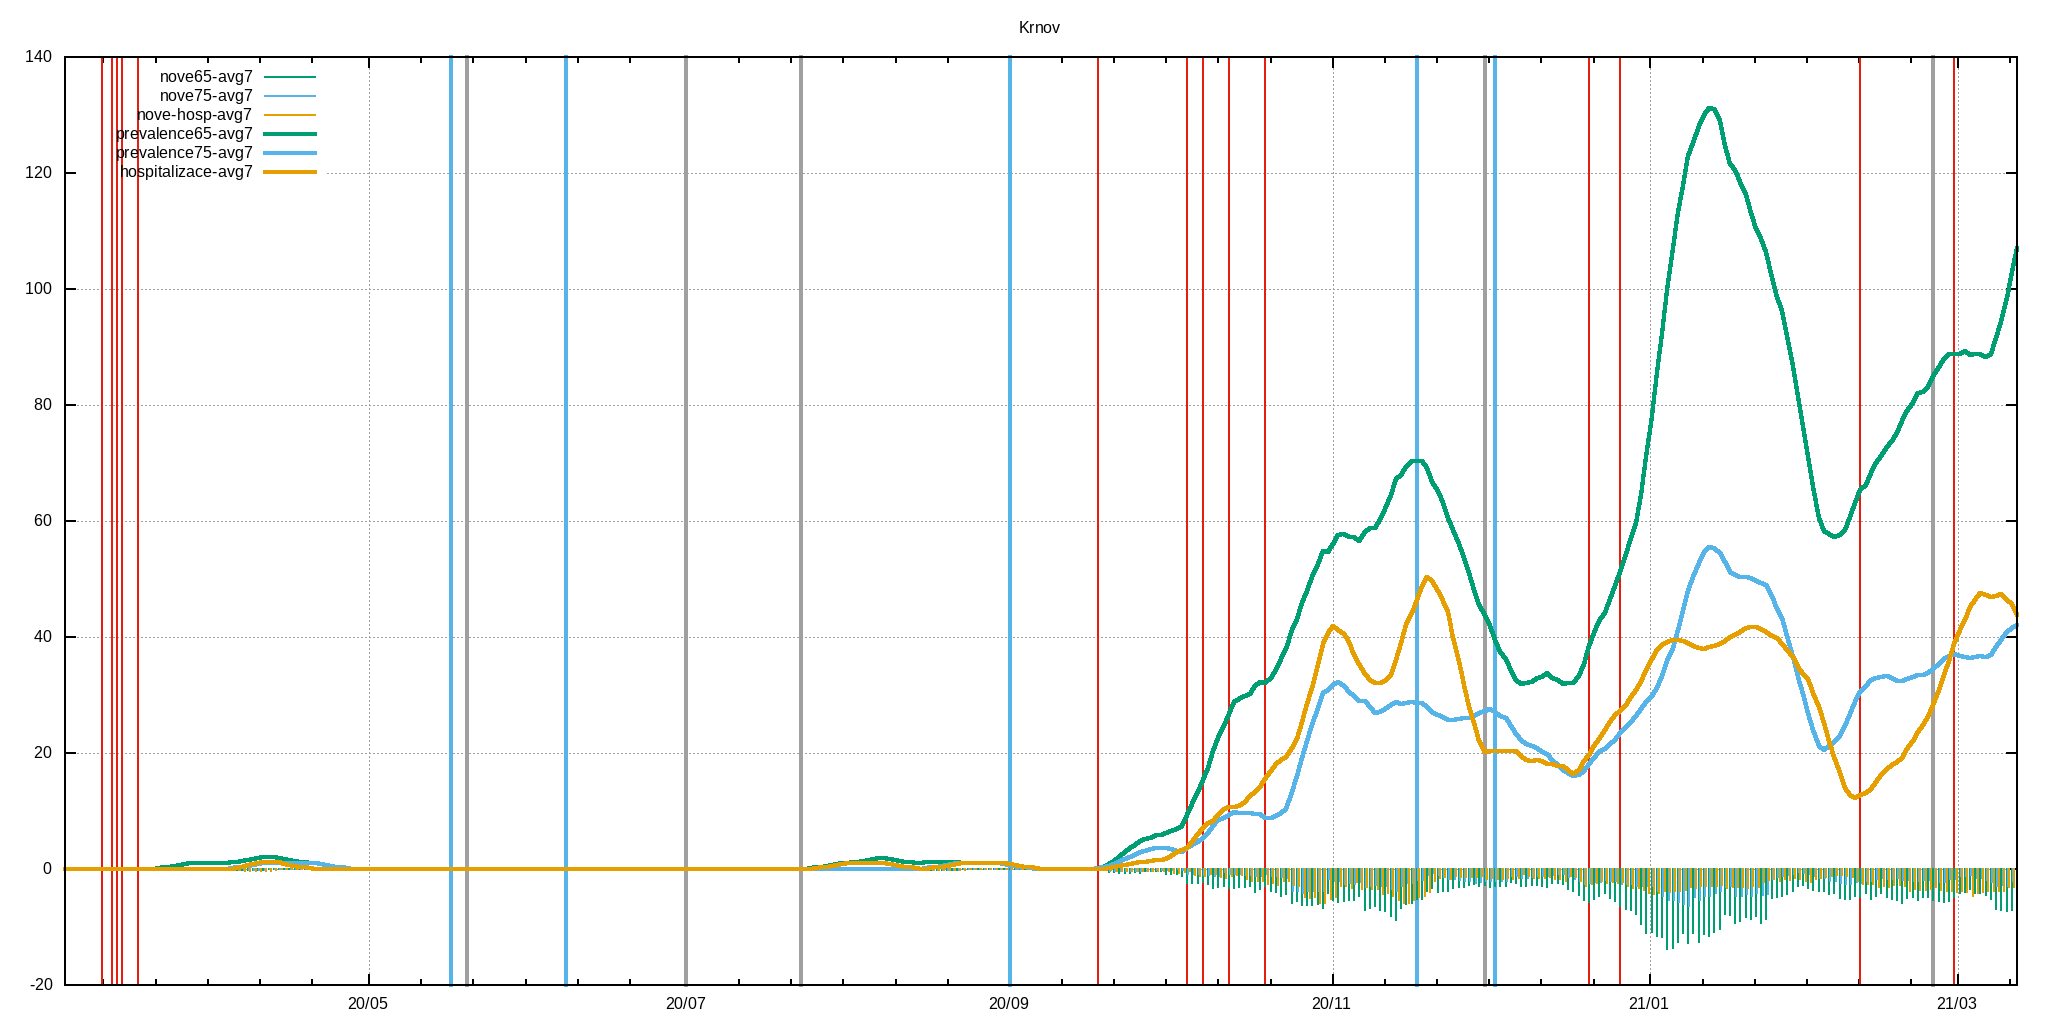 Krnov
140
120
100
80
60
40
20
0
-20
nove65-avg7
nove75-avg7
nove-hosp-avg7
prevalence65-avg7
prevalence75-avg7
hospitalizace-avg7
20/05
20/07
20/09
20/11
21/01
21/03